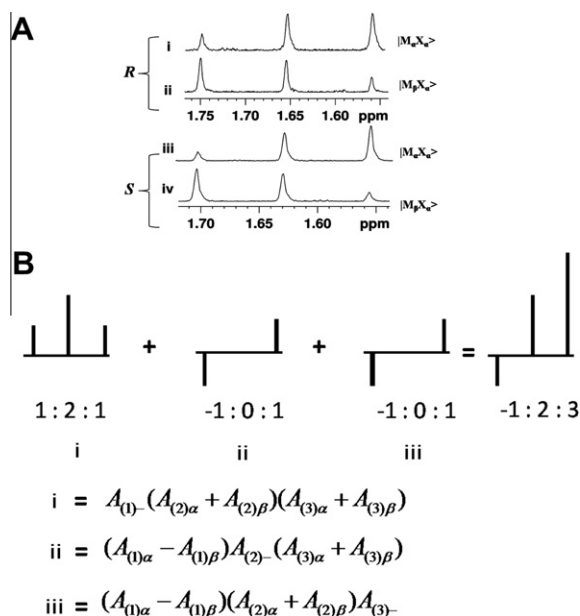 A
R
i
|MαXα>
ii
|MβXα>
1.75 1.70 1.65 1.60 ppm
S
iii
|MαXα>
iv
|MβXα>
1.70 1.65 1.60 ppm
B
+ + =
1 : 2 : 1 -1 : 0 : 1 -1 : 0 : 1 -1 : 2 : 3
i ii iii
i = A(1)−(A(2)α + A(2)β)(A(3)α + A(3)β)
ii = (A(1)α − A(1)β)A(2)−(A(3)α + A(3)β)
iii = (A(1)α − A(1)β)(A(2)α + A(2)β)A(3)−